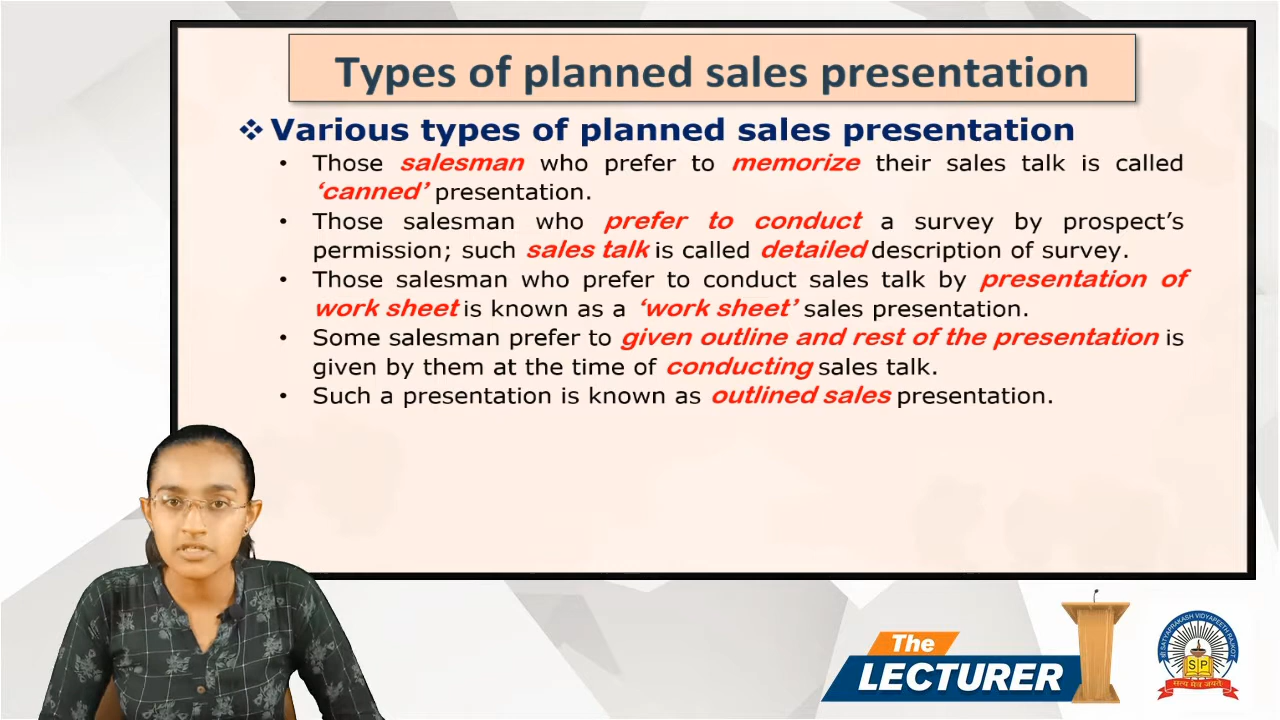 Types of planned sales presentation
❖ Various types of planned sales presentation
• Those salesman who prefer to memorize their sales talk is called
‘canned’ presentation.
• Those salesman who prefer to conduct a survey by prospect’s
permission; such sales talk is called detailed description of survey.
• Those salesman who prefer to conduct sales talk by presentation of
work sheet is known as a ‘work sheet’ sales presentation.
• Some salesman prefer to given outline and rest of the presentation is
given by them at the time of conducting sales talk.
• Such a presentation is known as outlined sales presentation.
The
LECTURER
SATYAPRAKASH VIDYAPEETH RAJKOT
S P
सत्य मेव जयते